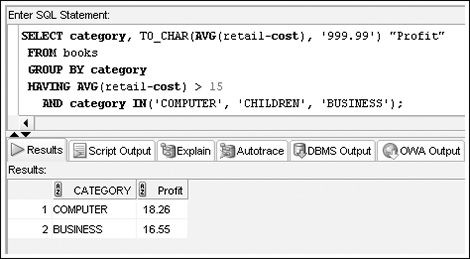 Enter SQL Statement:
SELECT category, TO_CHAR(AVG(retail-cost), '999.99') "Profit"
FROM books
GROUP BY category
HAVING AVG(retail-cost) > 15
AND category IN('COMPUTER', 'CHILDREN', 'BUSINESS');
Results Script Output Explain Autotrace DBMS Output OWA Output
Results:
CATEGORY Profit
1 COMPUTER 18.26
2 BUSINESS 16.55